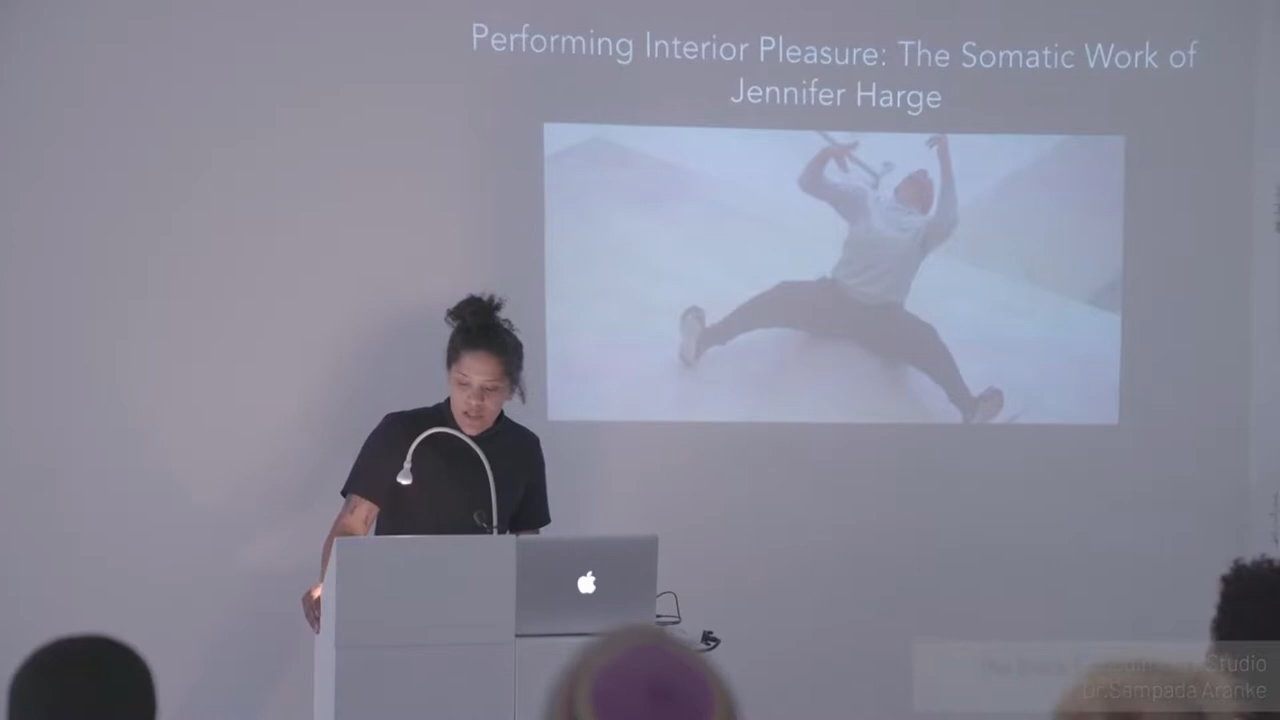 Performing Interior Pleasure: The Somatic Work of
Jennifer Harge
Studio
Dr.Sampada Aranke